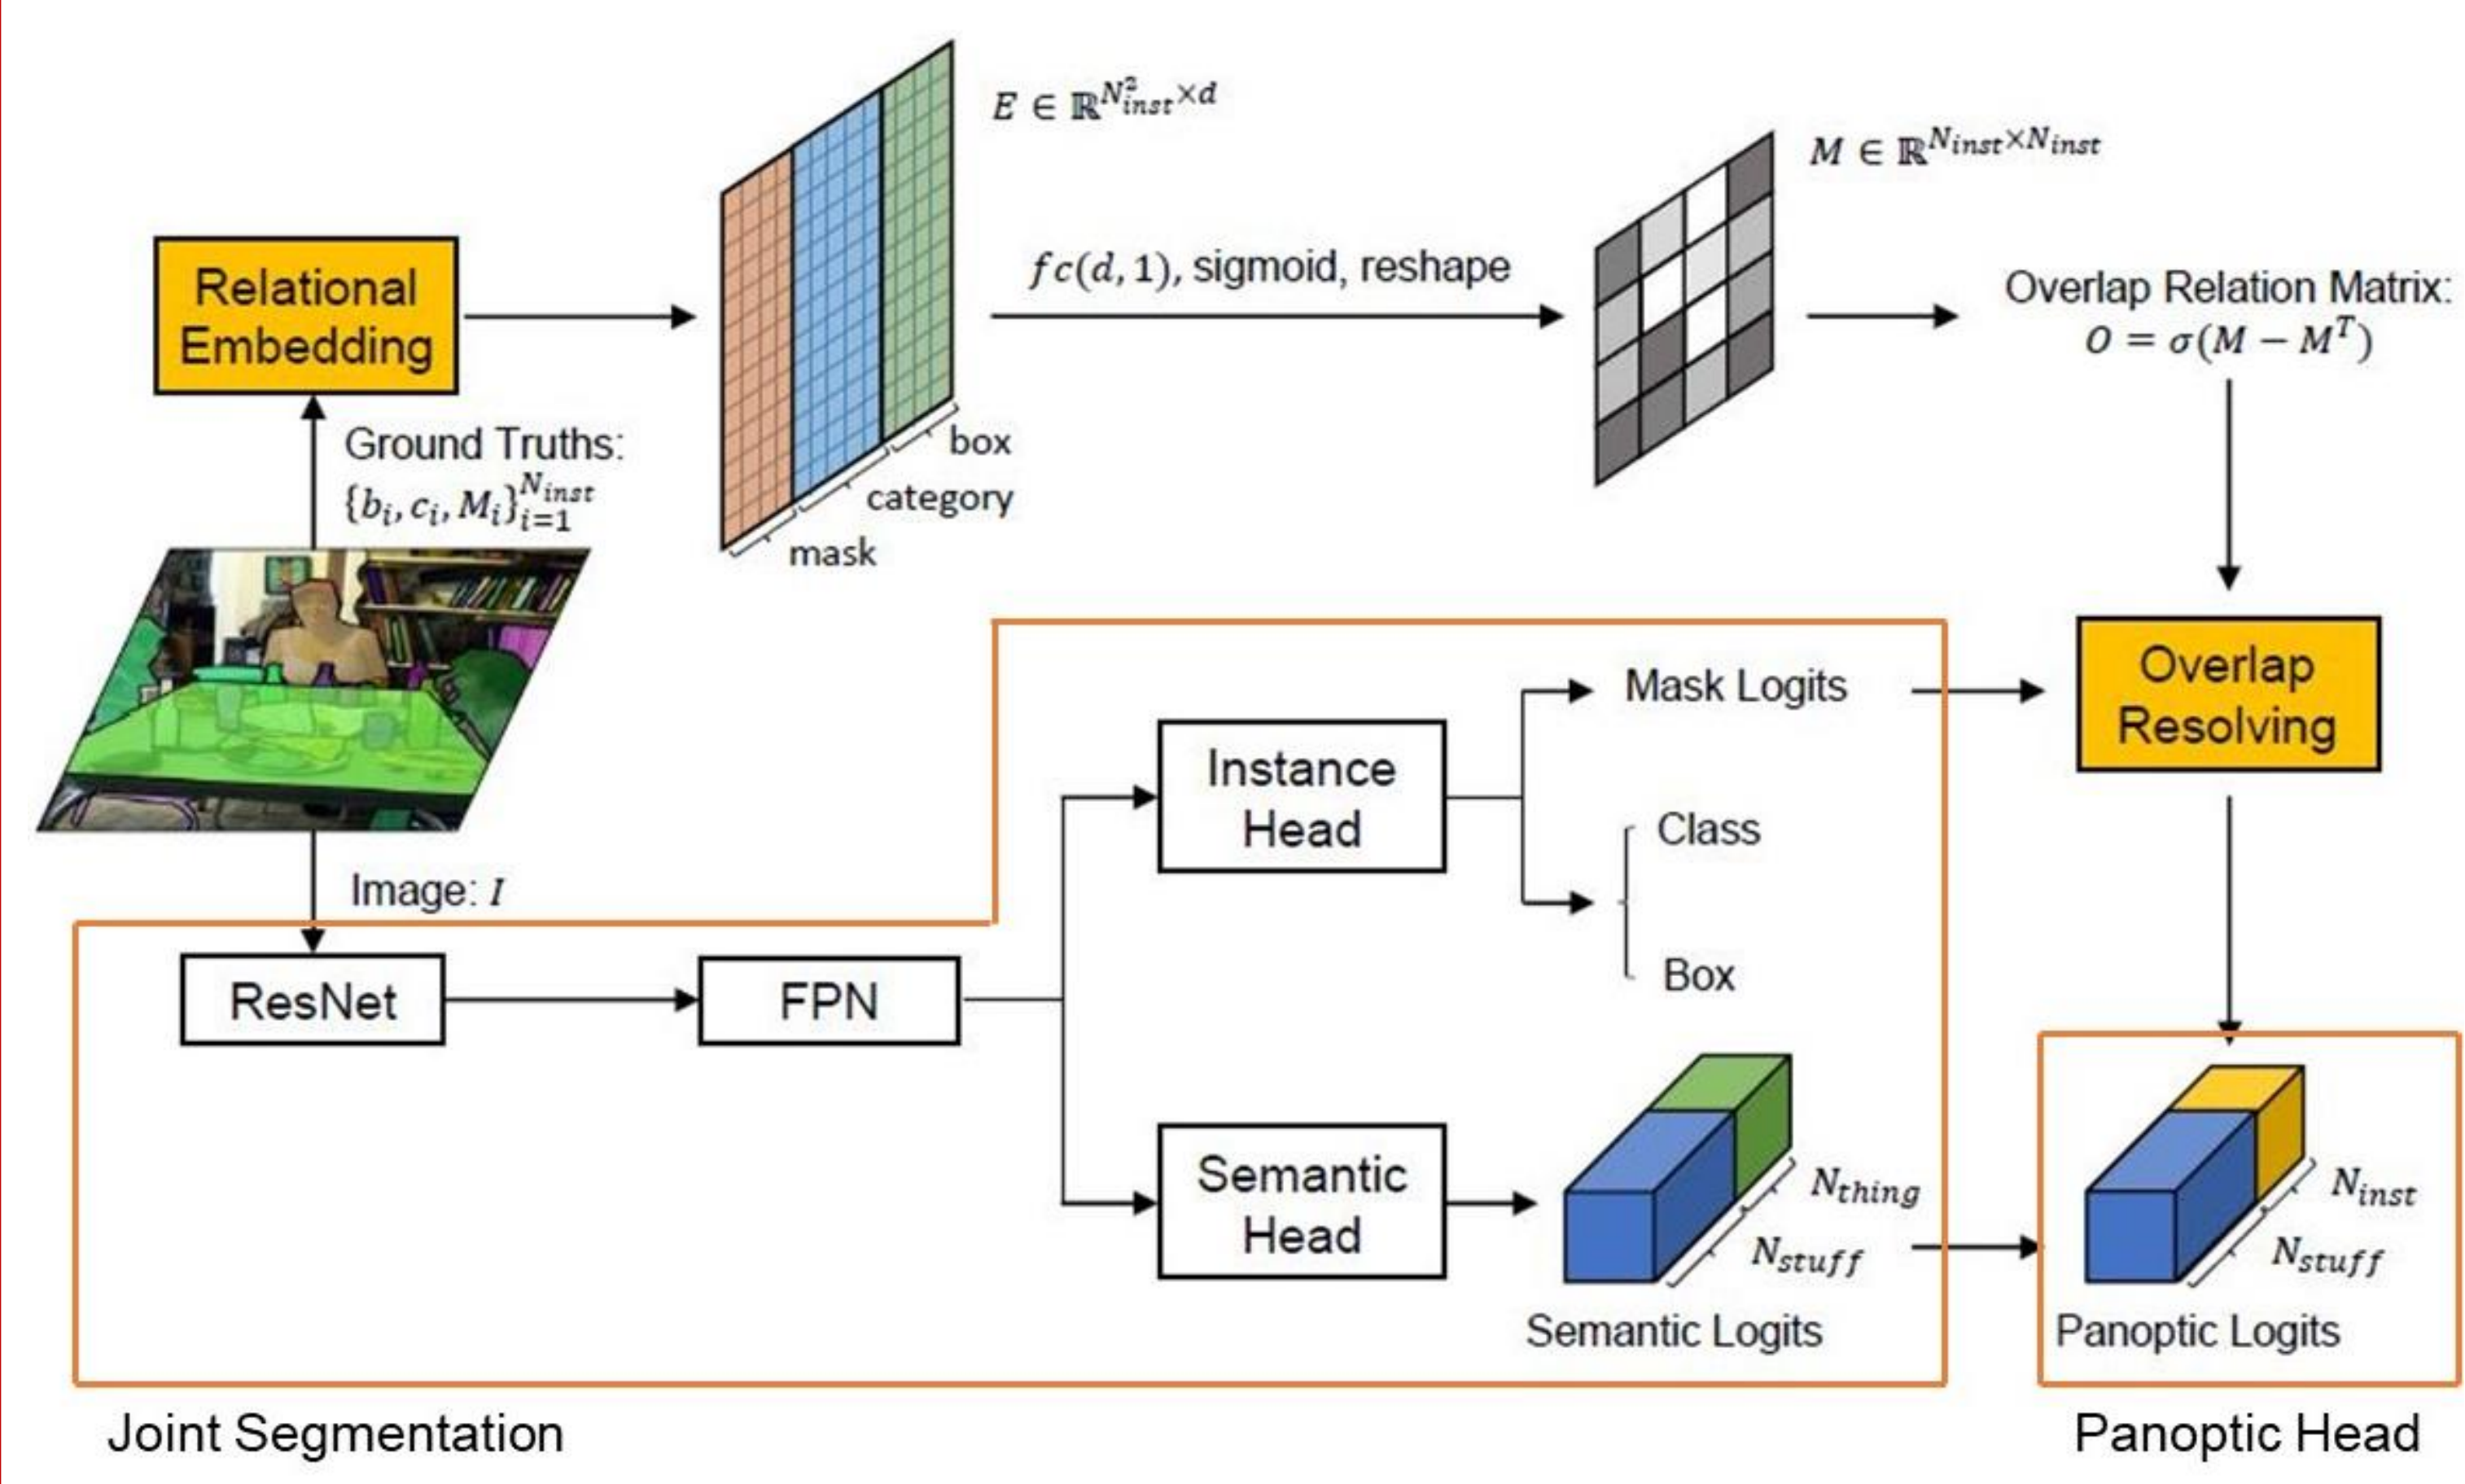 E ∈ ℝ^{N_{inst}^2×d}
M ∈ ℝ^{N_{inst}×N_{inst}}
Relational
Embedding
fc(d, 1), sigmoid, reshape
Overlap Relation Matrix:
O = σ(M − M^T)
Ground Truths:
{b_i, c_i, M_i}_{i=1}^{N_{inst}}
box
category
mask
Mask Logits
Overlap
Resolving
Instance
Head
Class
Box
Image: I
ResNet
FPN
Semantic
Head
N_{thing}
N_{stuff}
Semantic Logits
N_{inst}
N_{stuff}
Panoptic Logits
Joint Segmentation
Panoptic Head